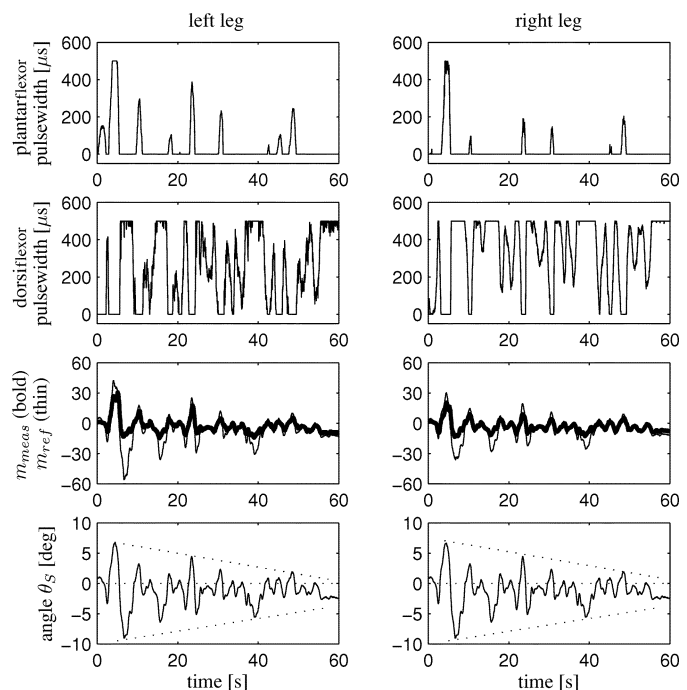 left leg
right leg
plantarflexor
pulsewidth [μs]
600
400
200
0
0 20 40 60
600
400
200
0
0 20 40 60
dorsiflexor
pulsewidth [μs]
600
400
200
0
0 20 40 60
600
400
200
0
0 20 40 60
m_meas (bold)
m_ref (thin)
60
30
0
−30
−60
0 20 40 60
60
30
0
−30
−60
0 20 40 60
angle θ_S [deg]
10
5
0
−5
−10
0 20 40 60
time [s]
10
5
0
−5
−10
0 20 40 60
time [s]